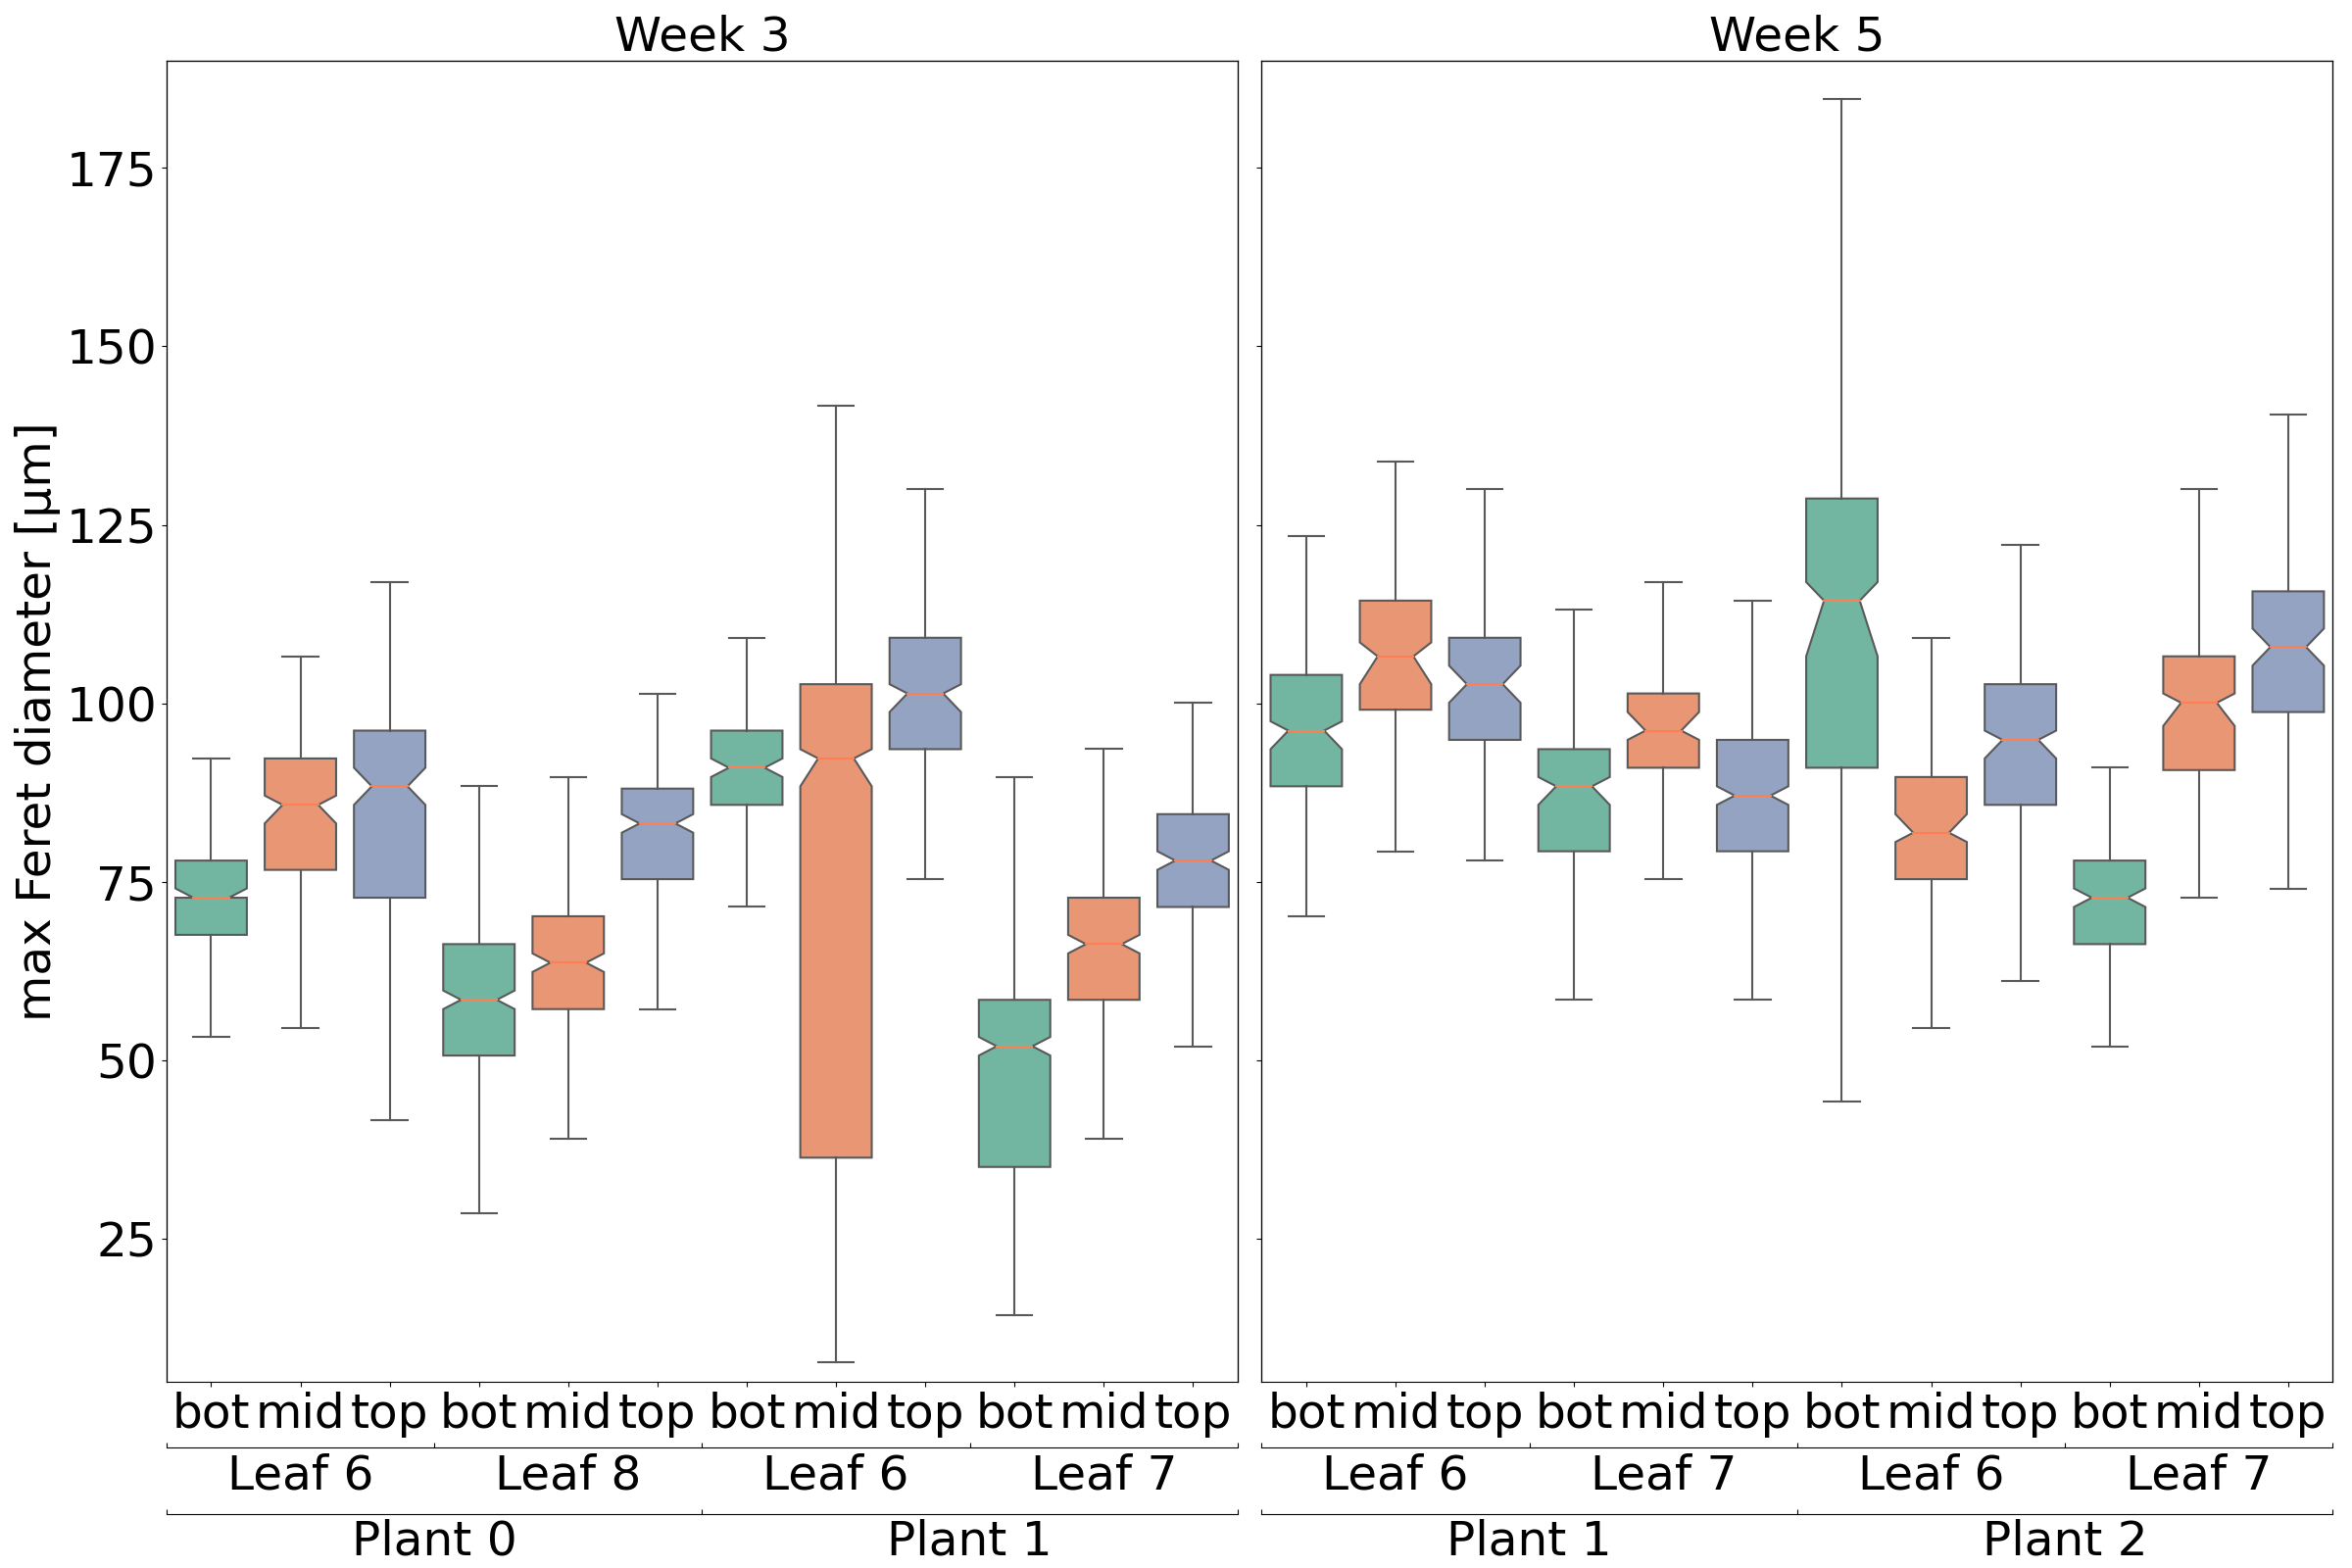 Week 3
Week 5
max Feret diameter [µm]
175
150
125
100
75
50
25
bot mid top bot mid top bot mid top bot mid top
bot mid top bot mid top bot mid top bot mid top
Leaf 6 Leaf 8 Leaf 6 Leaf 7
Leaf 6 Leaf 7 Leaf 6 Leaf 7
Plant 0 Plant 1
Plant 1 Plant 2